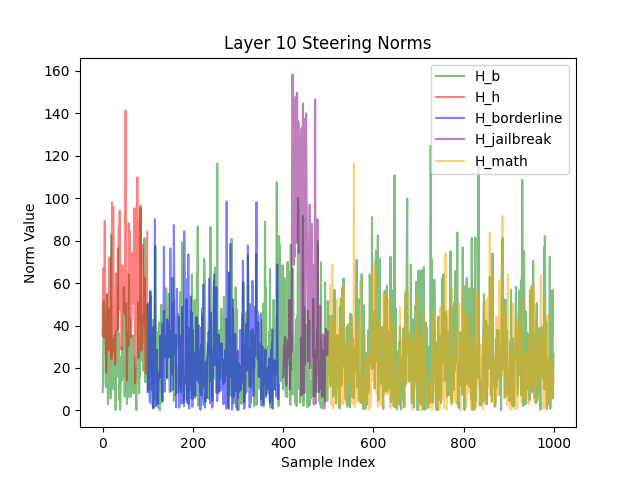 Layer 10 Steering Norms
H_b
H_h
H_borderline
H_jailbreak
H_math
Norm Value
160
140
120
100
80
60
40
20
0
0 200 400 600 800 1000
Sample Index